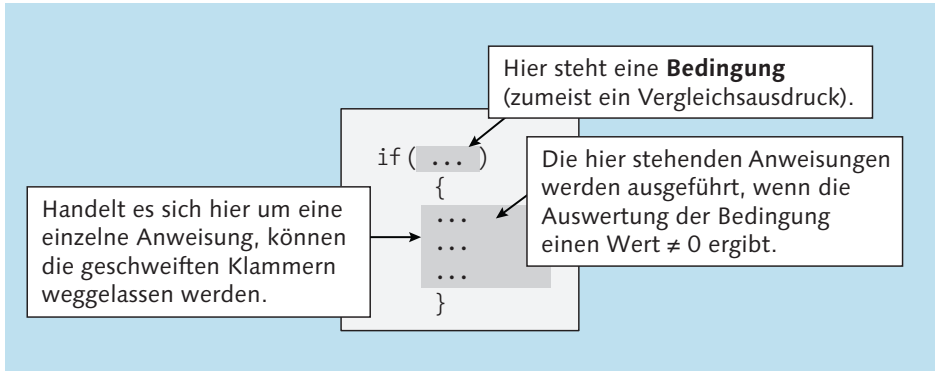 Hier steht eine Bedingung
(zumeist ein Vergleichsausdruck).
if ( ... )
{
...
...
...
}
Die hier stehenden Anweisungen
werden ausgeführt, wenn die
Auswertung der Bedingung
einen Wert ≠ 0 ergibt.
Handelt es sich hier um eine
einzelne Anweisung, können
die geschweiften Klammern
weggelassen werden.